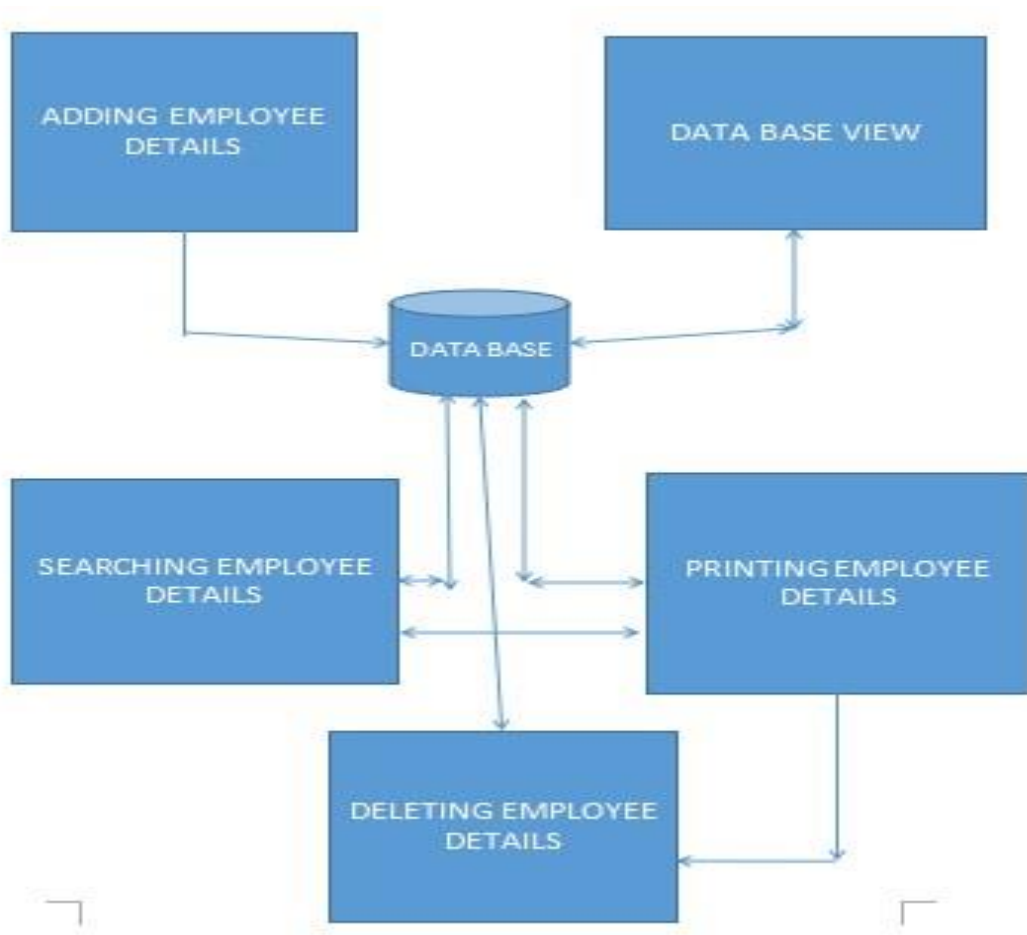 ADDING EMPLOYEE
DETAILS
DATA BASE VIEW
DATA BASE
SEARCHING EMPLOYEE
DETAILS
PRINTING EMPLOYEE
DETAILS
DELETING EMPLOYEE
DETAILS